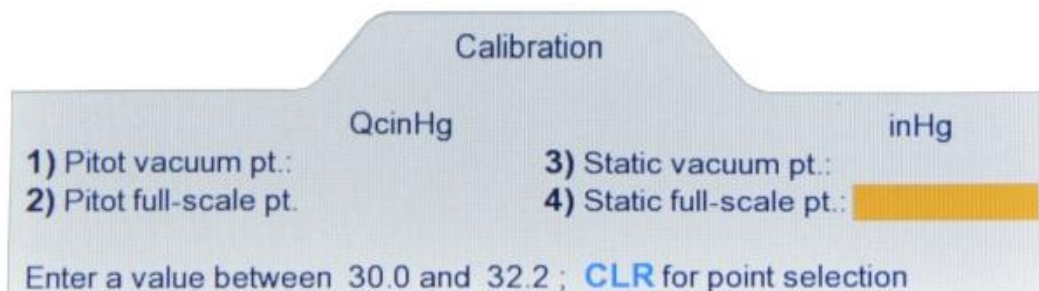 Calibration
QcinHg inHg
1) Pitot vacuum pt.: 3) Static vacuum pt.:
2) Pitot full-scale pt. 4) Static full-scale pt.:
Enter a value between 30.0 and 32.2 ; CLR for point selection